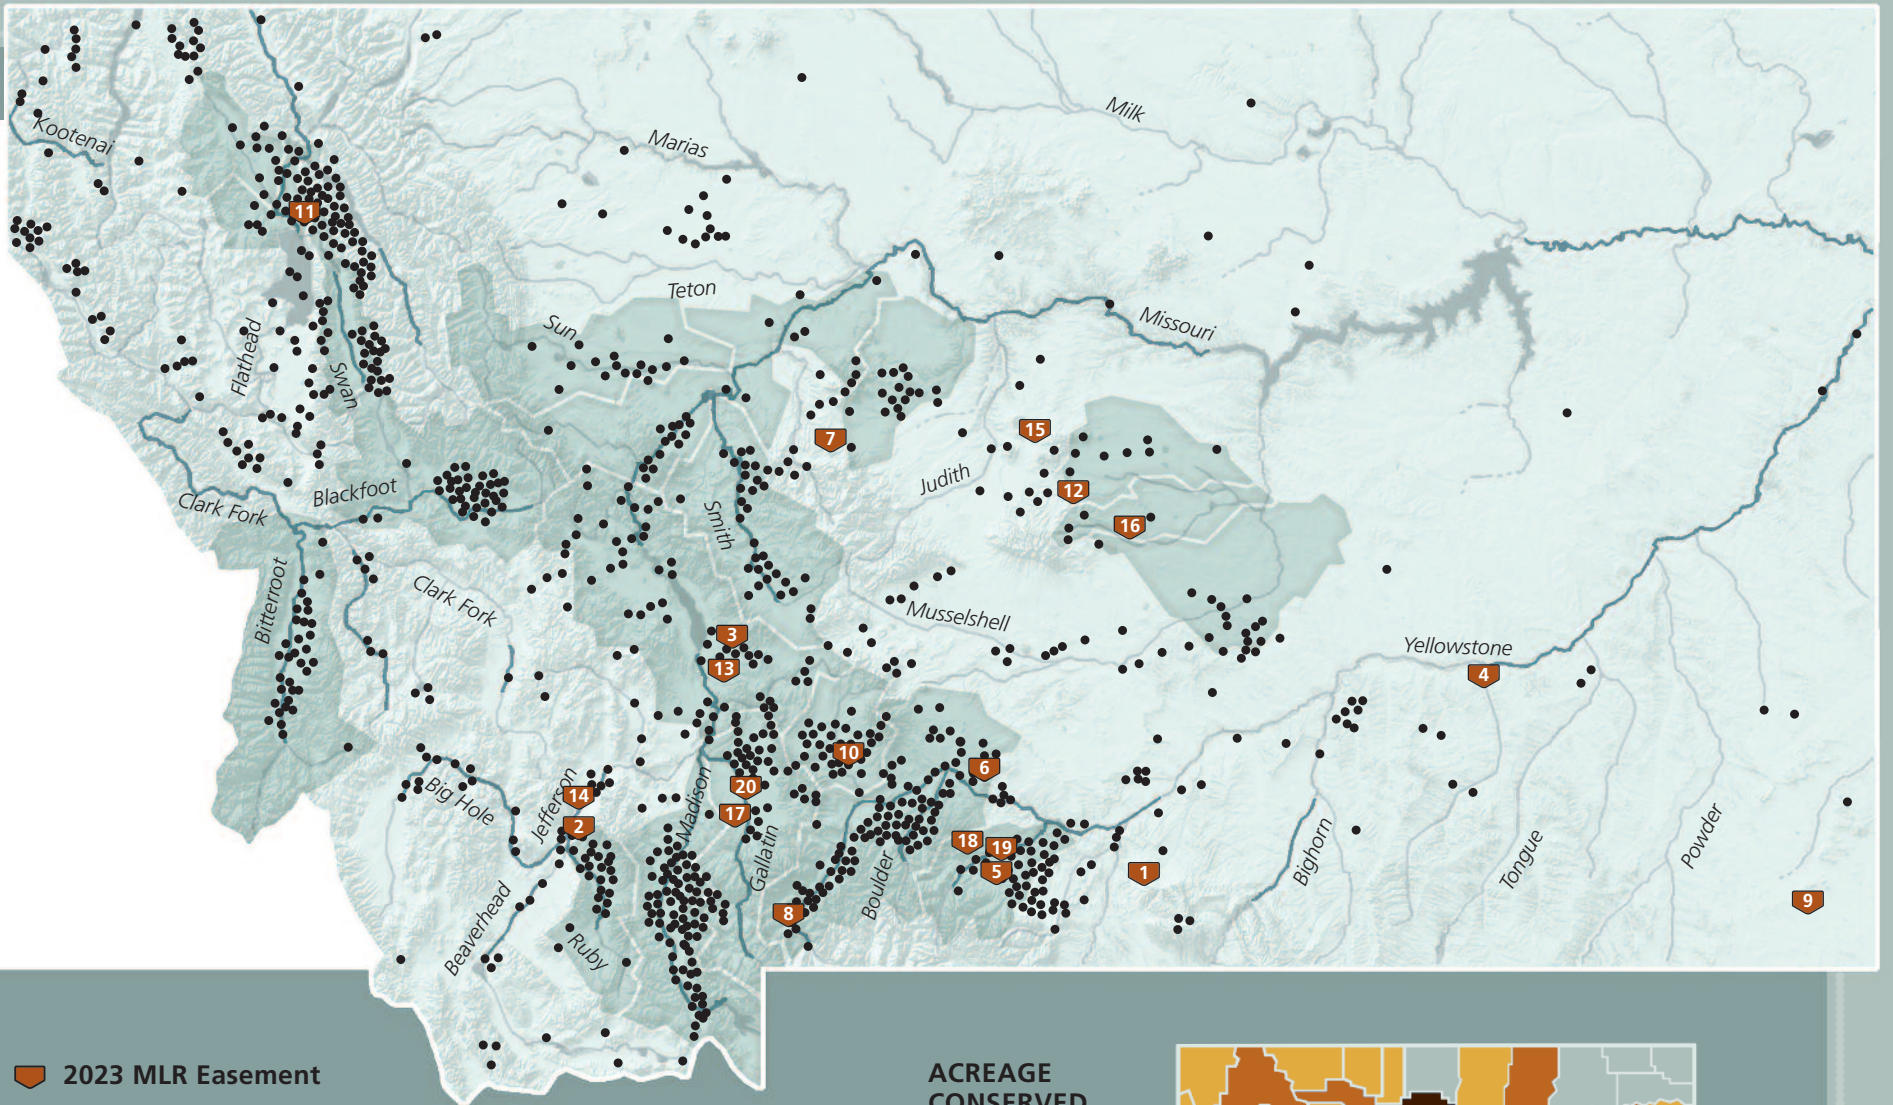 Kootenai
Milk
Marias
11
Teton
Missouri
Sun
Flathead
Swan
7
15
Judith
12
16
Blackfoot
Clark Fork
Smith
Bitterroot
Clark Fork
Musselshell
3
13
Yellowstone
4
10
6
Big Hole
Jefferson
14
2
Madison
20
17
Gallatin
18
19
5
1
Boulder
Bighorn
Tongue
Powder
9
8
Beaverhead
Ruby
2023 MLR Easement
ACREAGE
CONSERVED